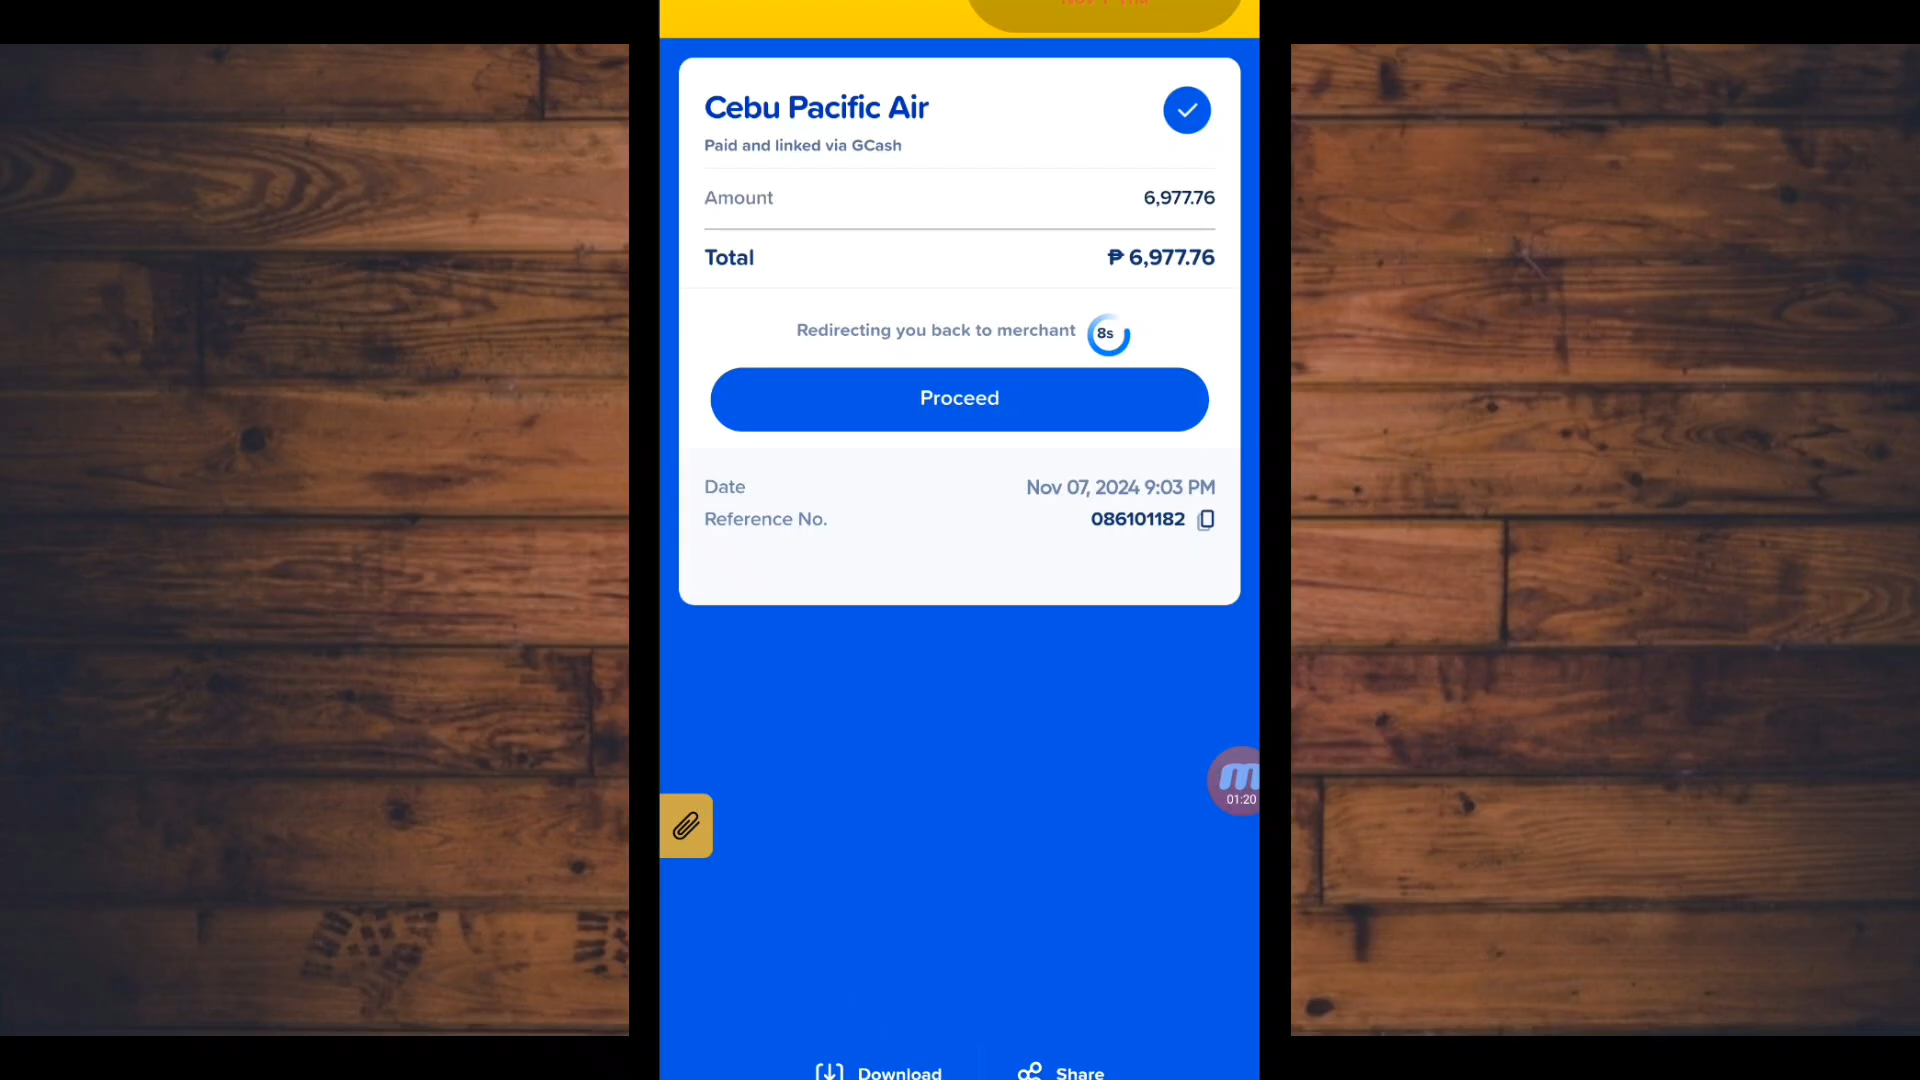 Cebu Pacific Air
Paid and linked via GCash
Amount 6,977.76
Total ₱ 6,977.76
Redirecting you back to merchant 8s
Proceed
Date Nov 07, 2024 9:03 PM
Reference No. 086101182
m
01:20
Download Share